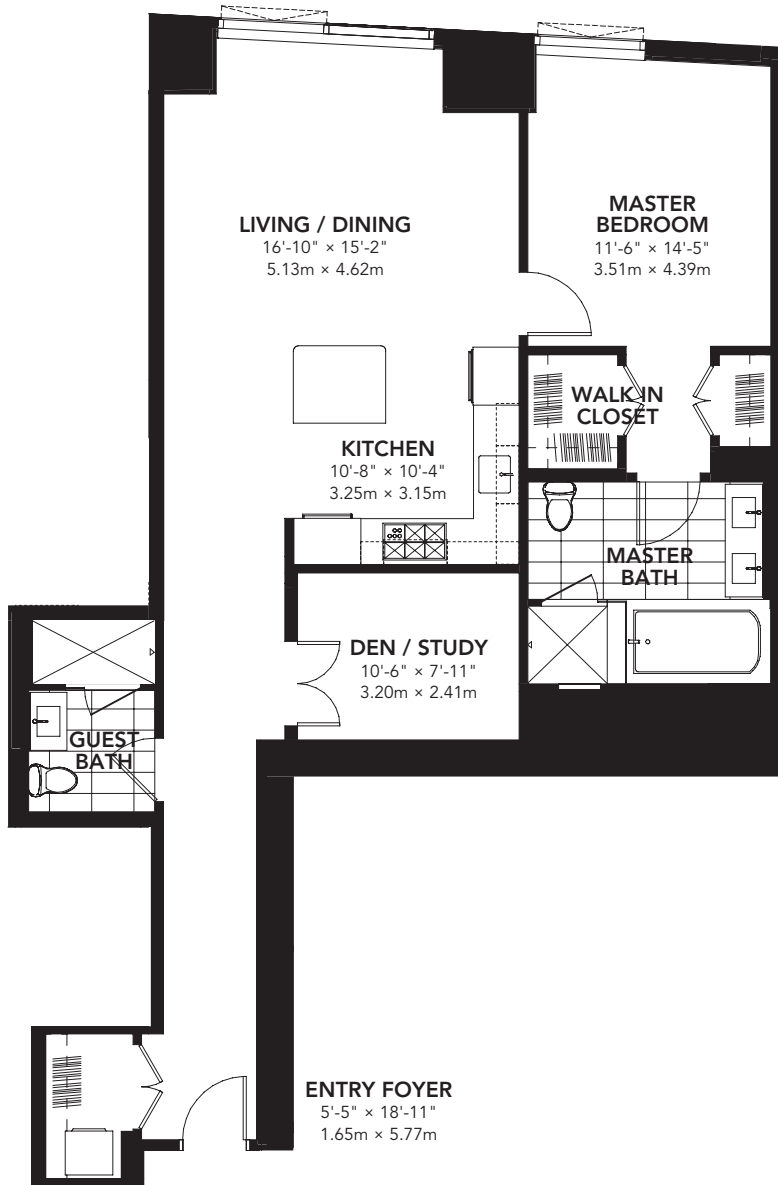 LIVING / DINING
16'-10" × 15'-2"
5.13m × 4.62m
MASTER
BEDROOM
11'-6" × 14'-5"
3.51m × 4.39m
WALK IN
CLOSET
KITCHEN
10'-8" × 10'-4"
3.25m × 3.15m
MASTER
BATH
DEN / STUDY
10'-6" × 7'-11"
3.20m × 2.41m
GUEST
BATH
ENTRY FOYER
5'-5" × 18'-11"
1.65m × 5.77m